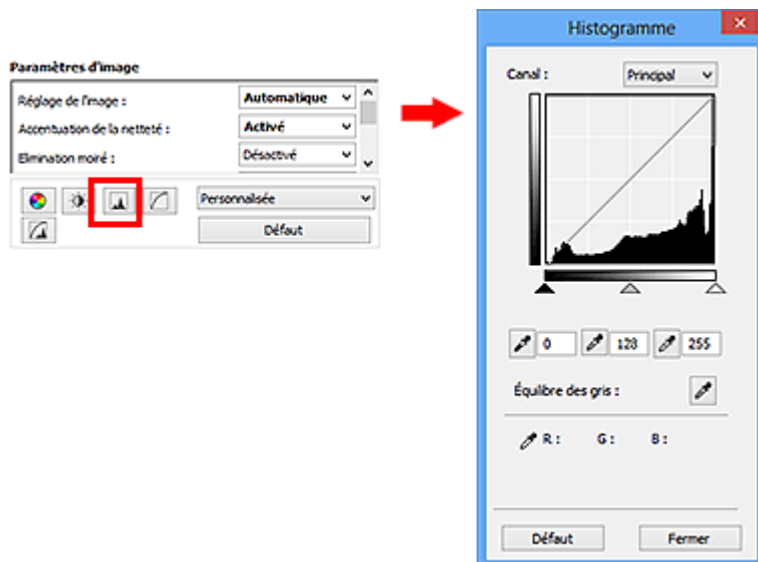 Paramètres d'image
Réglage de l'image : Automatique
Accentuation de la netteté : Activé
Elimination moiré : Désactivé
Personnalisée
Défaut
Histogramme
Canal : Principal
0 128 255
Équilibre des gris :
R : G : B :
Défaut Fermer